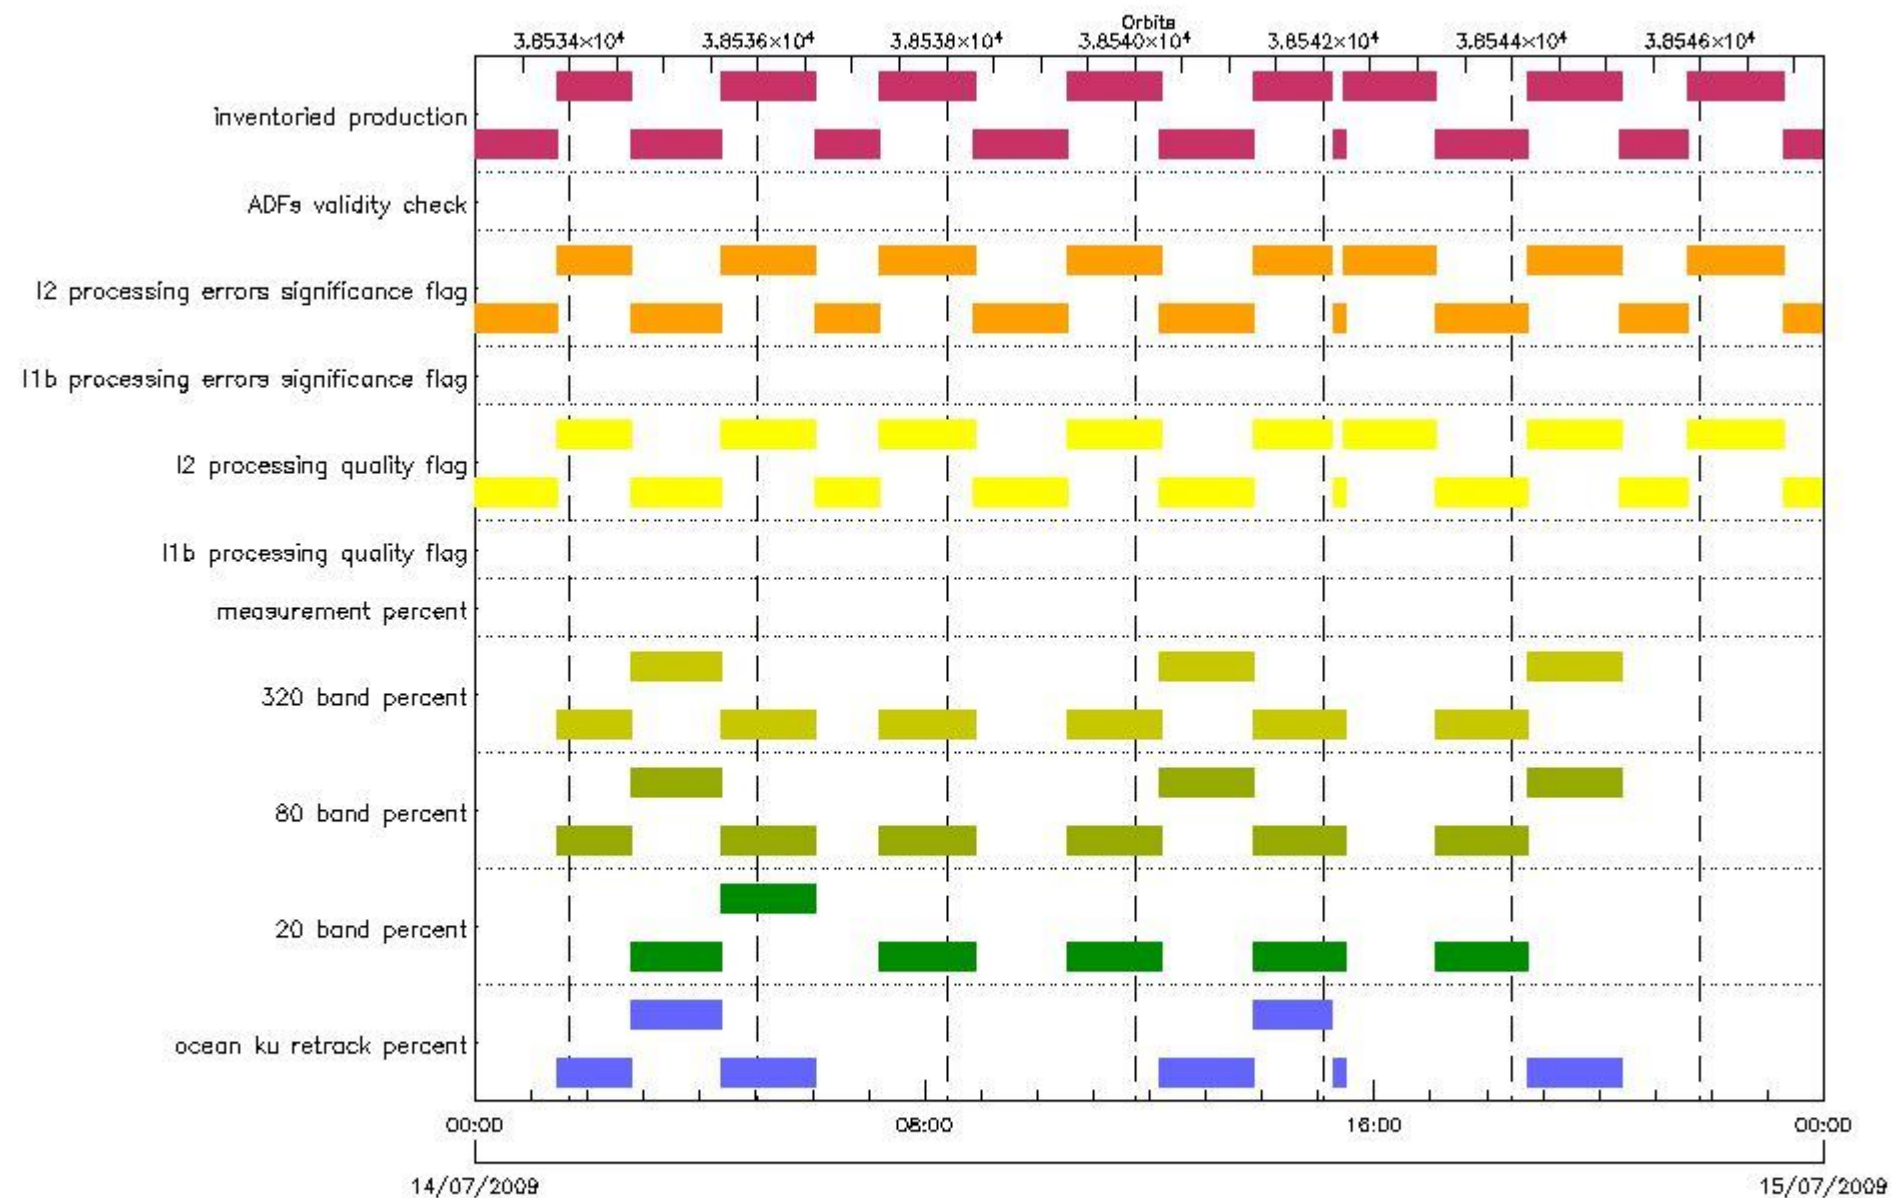 Orbits
3.8534×10⁴ 3.8536×10⁴ 3.8538×10⁴ 3.8540×10⁴ 3.8542×10⁴ 3.8544×10⁴ 3.8546×10⁴
inventoried production
ADFs validity check
l2 processing errors significance flag
l1b processing errors significance flag
l2 processing quality flag
l1b processing quality flag
measurement percent
320 band percent
80 band percent
20 band percent
ocean ku retrack percent
00:00 08:00 16:00 00:00
14/07/2009 15/07/2009